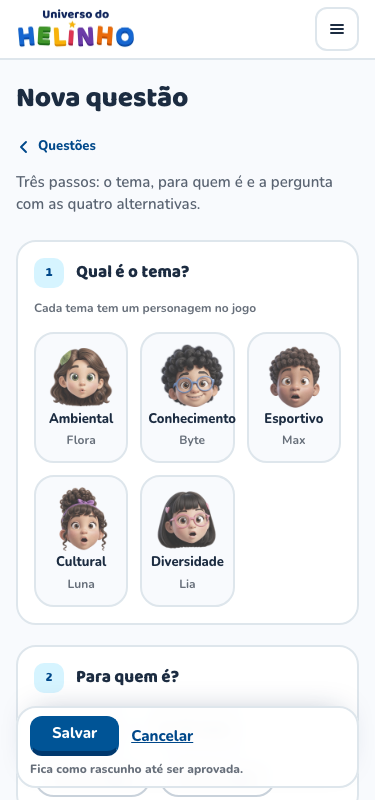 Universo do
HELINHO
Nova questão
Questões
Três passos: o tema, para quem é e a pergunta
com as quatro alternativas.
1 Qual é o tema?
Cada tema tem um personagem no jogo
Ambiental Conhecimento Esportivo
Flora Byte Max
Cultural Diversidade
Luna Lia
2 Para quem é?
Salvar Cancelar
Fica como rascunho até ser aprovada.